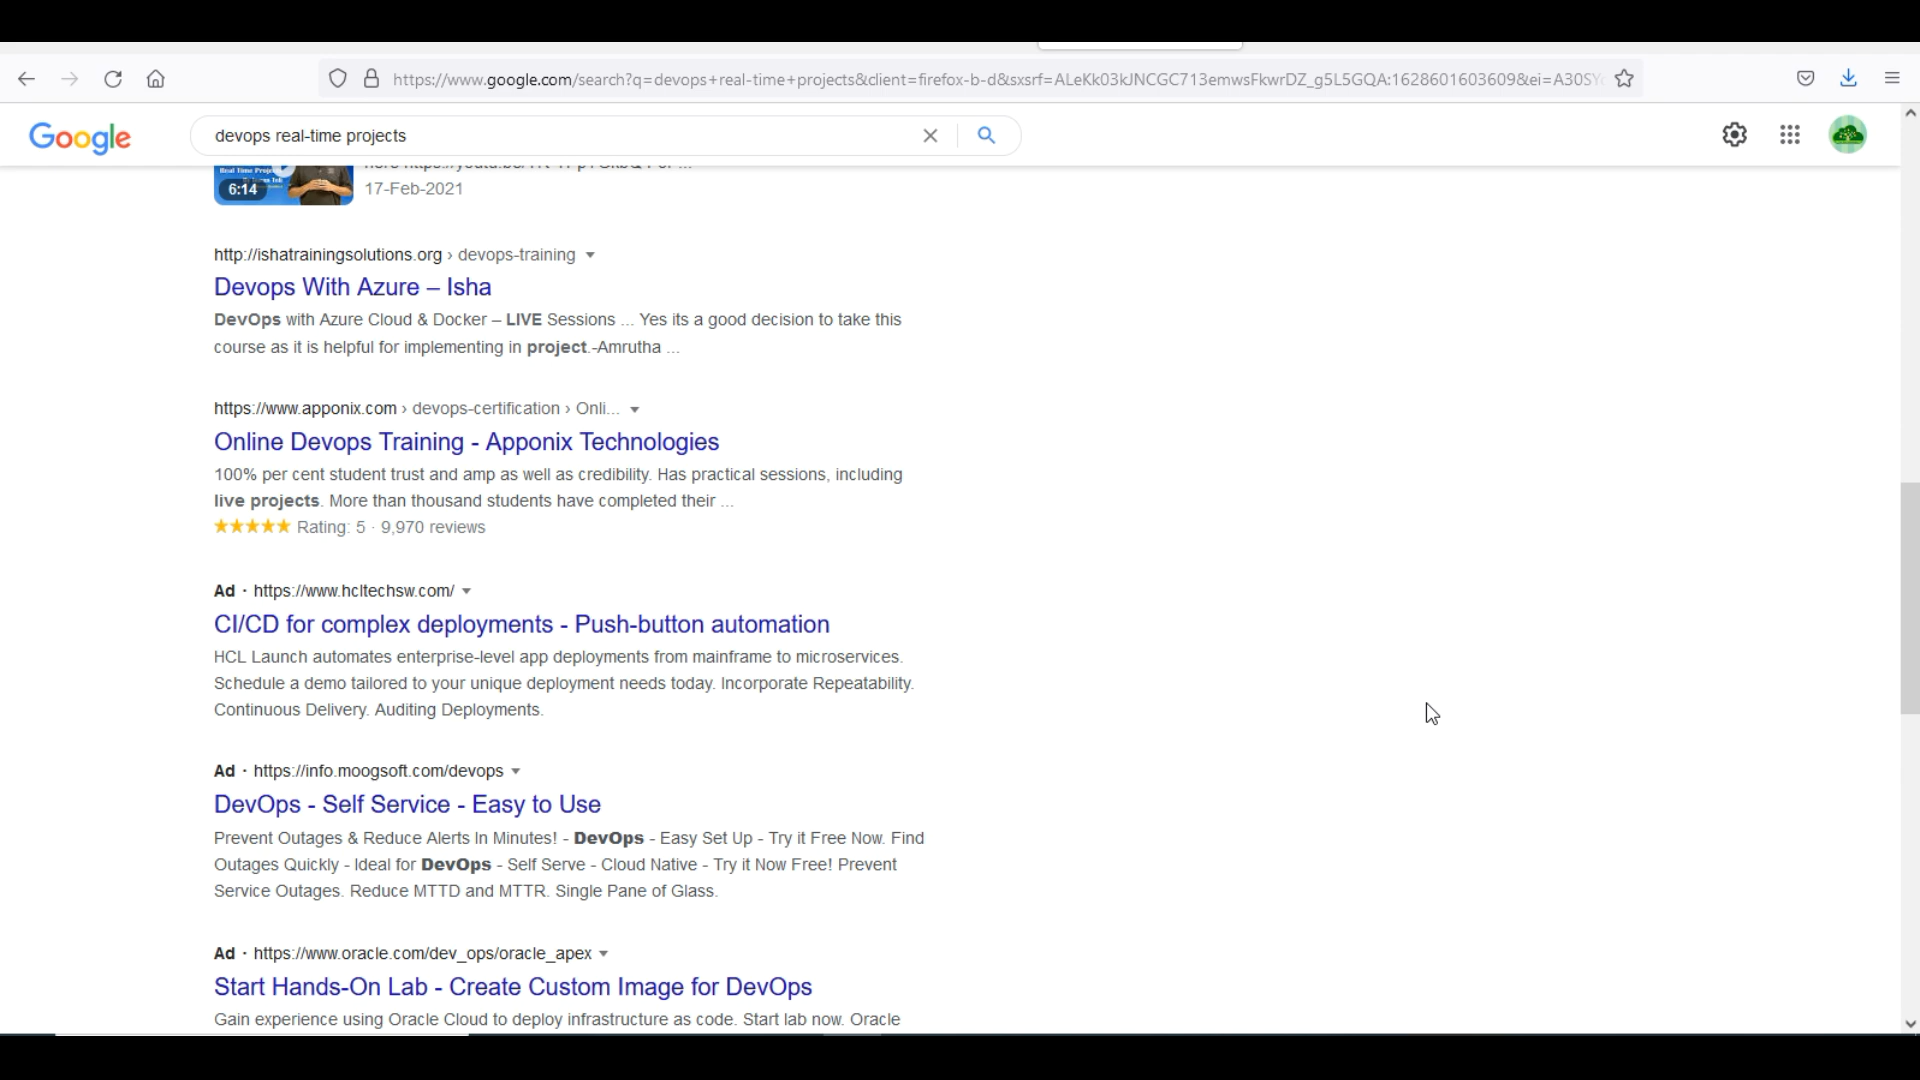 https://www.google.com/search?q=devops+real-time+projects&client=firefox-b-d&sxsrf=ALeKk03kJNCGC713emwsFkwrDZ_g5L5GQA:1628601603609&ei=A30SY
Google
devops real-time projects
Real Time Proje
6:14
17-Feb-2021
http://ishatrainingsolutions.org › devops-training
Devops With Azure – Isha
DevOps with Azure Cloud & Docker – LIVE Sessions ... Yes its a good decision to take this
course as it is helpful for implementing in project.-Amrutha ...
https://www.apponix.com › devops-certification › Onli...
Online Devops Training - Apponix Technologies
100% per cent student trust and amp as well as credibility. Has practical sessions, including
live projects. More than thousand students have completed their ...
Rating: 5 · 9,970 reviews
Ad · https://www.hcltechsw.com/
CI/CD for complex deployments - Push-button automation
HCL Launch automates enterprise-level app deployments from mainframe to microservices.
Schedule a demo tailored to your unique deployment needs today. Incorporate Repeatability.
Continuous Delivery. Auditing Deployments.
Ad · https://info.moogsoft.com/devops
DevOps - Self Service - Easy to Use
Prevent Outages & Reduce Alerts In Minutes! - DevOps - Easy Set Up - Try it Free Now. Find
Outages Quickly - Ideal for DevOps - Self Serve - Cloud Native - Try it Now Free! Prevent
Service Outages. Reduce MTTD and MTTR. Single Pane of Glass.
Ad · https://www.oracle.com/dev_ops/oracle_apex
Start Hands-On Lab - Create Custom Image for DevOps
Gain experience using Oracle Cloud to deploy infrastructure as code. Start lab now. Oracle